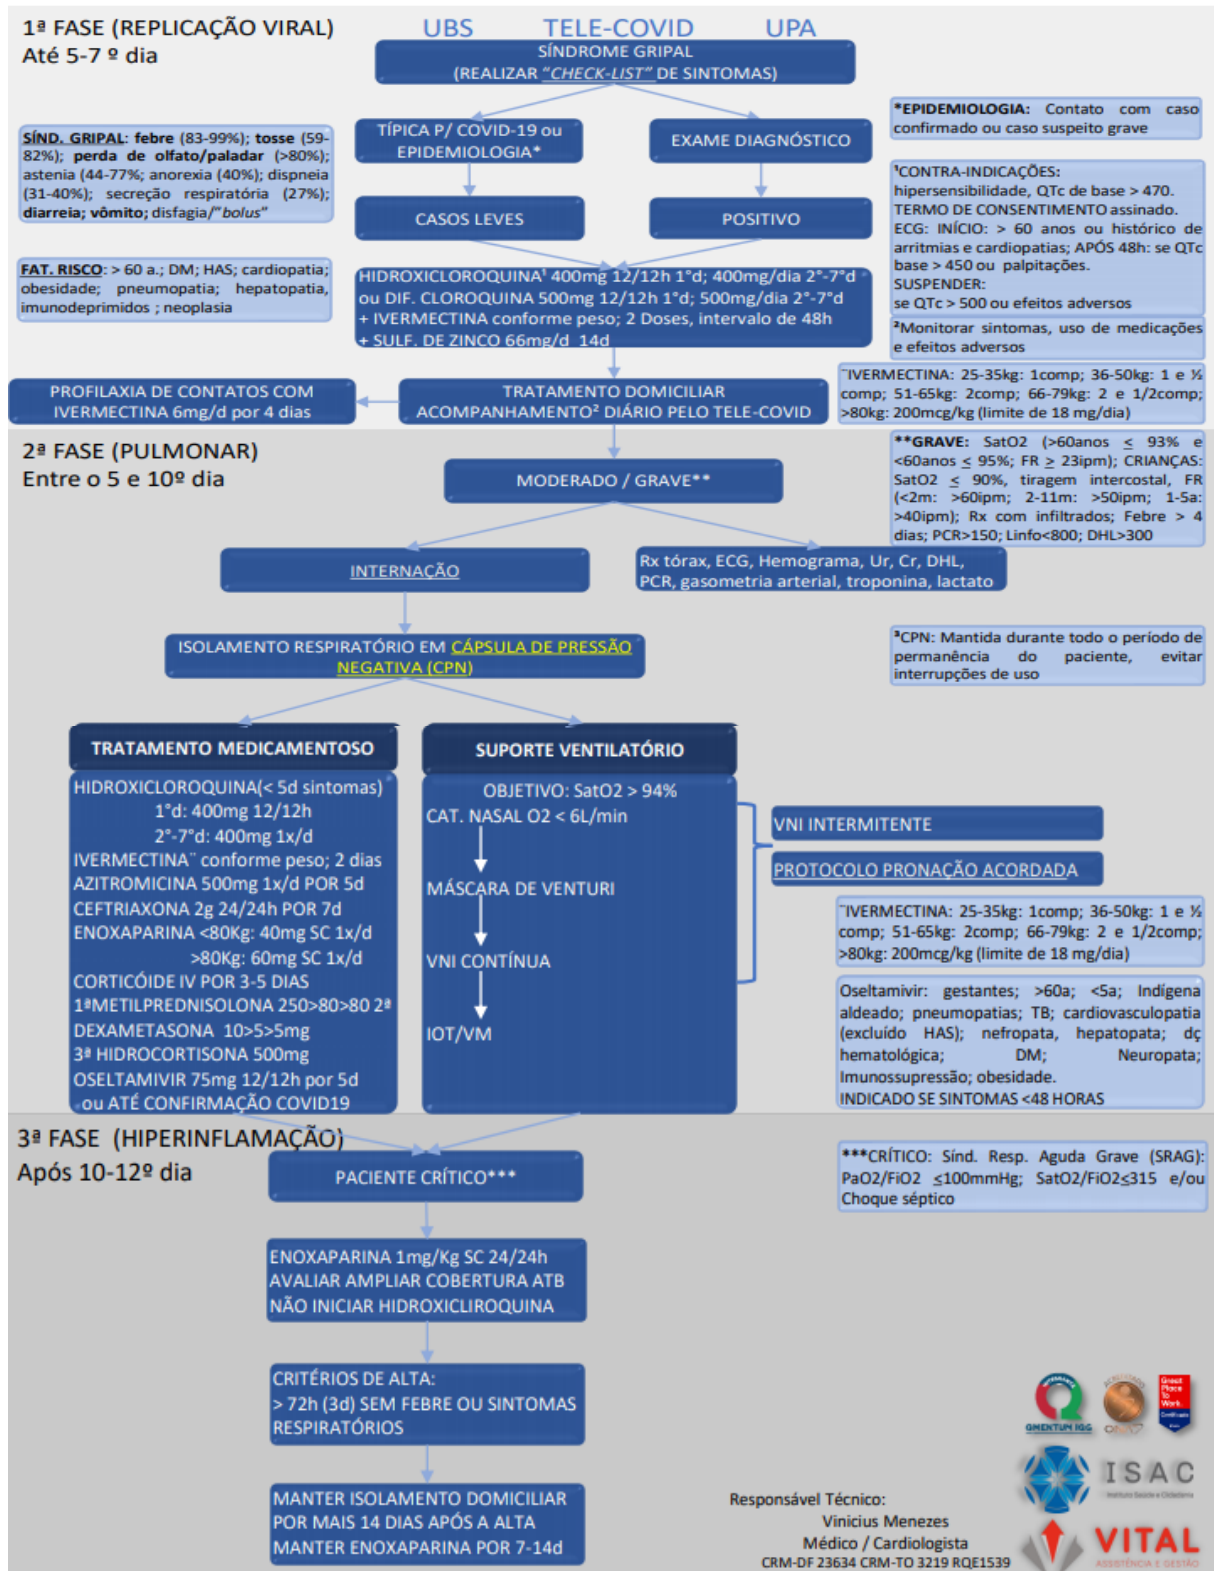 1ª FASE (REPLICAÇÃO VIRAL)
Até 5-7 º dia
UBS TELE-COVID UPA
SÍNDROME GRIPAL
(REALIZAR "CHECK-LIST" DE SINTOMAS)
TÍPICA P/ COVID-19 ou
EPIDEMIOLOGIA*
EXAME DIAGNÓSTICO
*EPIDEMIOLOGIA: Contato com caso
confirmado ou caso suspeito grave
SÍND. GRIPAL: febre (83-99%); tosse (59-
82%); perda de olfato/paladar (>80%);
astenia (44-77%; anorexia (40%); dispneia
(31-40%); secreção respiratória (27%);
diarreia; vômito; disfagia/"bolus"
CASOS LEVES
POSITIVO
¹CONTRA-INDICAÇÕES:
hipersensibilidade, QTc de base > 470.
TERMO DE CONSENTIMENTO assinado.
ECG: INÍCIO: > 60 anos ou histórico de
arritmias e cardiopatias; APÓS 48h: se QTc
base > 450 ou palpitações.
SUSPENDER:
se QTc > 500 ou efeitos adversos
FAT. RISCO: > 60 a.; DM; HAS; cardiopatia;
obesidade; pneumopatia; hepatopatia,
imunodeprimidos ; neoplasia
HIDROXICLOROQUINA¹ 400mg 12/12h 1°d; 400mg/dia 2°-7°d
ou DIF. CLOROQUINA 500mg 12/12h 1°d; 500mg/dia 2°-7°d
+ IVERMECTINA conforme peso; 2 Doses, intervalo de 48h
+ SULF. DE ZINCO 66mg/d 14d
²Monitorar sintomas, uso de medicações
e efeitos adversos
PROFILAXIA DE CONTATOS COM
IVERMECTINA 6mg/d por 4 dias
TRATAMENTO DOMICILIAR
ACOMPANHAMENTO² DIÁRIO PELO TELE-COVID
¨IVERMECTINA: 25-35kg: 1comp; 36-50kg: 1 e ½
comp; 51-65kg: 2comp; 66-79kg: 2 e 1/2comp;
>80kg: 200mcg/kg (limite de 18 mg/dia)
2ª FASE (PULMONAR)
Entre o 5 e 10º dia
MODERADO / GRAVE**
**GRAVE: SatO2 (>60anos ≤ 93% e
<60anos ≤ 95%; FR ≥ 23ipm); CRIANÇAS:
SatO2 ≤ 90%, tiragem intercostal, FR
(<2m: >60ipm; 2-11m: >50ipm; 1-5a:
>40ipm); Rx com infiltrados; Febre > 4
dias; PCR>150; Linfo<800; DHL>300
INTERNAÇÃO
Rx tórax, ECG, Hemograma, Ur, Cr, DHL,
PCR, gasometria arterial, troponina, lactato
ISOLAMENTO RESPIRATÓRIO EM CÁPSULA DE PRESSÃO
NEGATIVA (CPN)
³CPN: Mantida durante todo o período de
permanência do paciente, evitar
interrupções de uso
TRATAMENTO MEDICAMENTOSO
HIDROXICLOROQUINA(< 5d sintomas)
1°d: 400mg 12/12h
2°-7°d: 400mg 1x/d
IVERMECTINA¨ conforme peso; 2 dias
AZITROMICINA 500mg 1x/d POR 5d
CEFTRIAXONA 2g 24/24h POR 7d
ENOXAPARINA <80Kg: 40mg SC 1x/d
>80Kg: 60mg SC 1x/d
CORTICÓIDE IV POR 3-5 DIAS
1ªMETILPREDNISOLONA 250>80>80 2ª
DEXAMETASONA 10>5>5mg
3ª HIDROCORTISONA 500mg
OSELTAMIVIR 75mg 12/12h por 5d
ou ATÉ CONFIRMAÇÃO COVID19
SUPORTE VENTILATÓRIO
OBJETIVO: SatO2 > 94%
CAT. NASAL O2 < 6L/min
MÁSCARA DE VENTURI
VNI CONTÍNUA
IOT/VM
VNI INTERMITENTE
PROTOCOLO PRONAÇÃO ACORDADA
¨IVERMECTINA: 25-35kg: 1comp; 36-50kg: 1 e ½
comp; 51-65kg: 2comp; 66-79kg: 2 e 1/2comp;
>80kg: 200mcg/kg (limite de 18 mg/dia)
Oseltamivir: gestantes; >60a; <5a; Indígena
aldeado; pneumopatias; TB; cardiovasculopatia
(excluído HAS); nefropata, hepatopata; dç
hematológica; DM; Neuropata;
Imunossupressão; obesidade.
INDICADO SE SINTOMAS <48 HORAS
3ª FASE (HIPERINFLAMAÇÃO)
Após 10-12º dia
PACIENTE CRÍTICO***
***CRÍTICO: Sínd. Resp. Aguda Grave (SRAG):
PaO2/FiO2 ≤100mmHg; SatO2/FiO2≤315 e/ou
Choque séptico
ENOXAPARINA 1mg/Kg SC 24/24h
AVALIAR AMPLIAR COBERTURA ATB
NÃO INICIAR HIDROXICLIROQUINA
CRITÉRIOS DE ALTA:
> 72h (3d) SEM FEBRE OU SINTOMAS
RESPIRATÓRIOS
MANTER ISOLAMENTO DOMICILIAR
POR MAIS 14 DIAS APÓS A ALTA
MANTER ENOXAPARINA POR 7-14d
Great
Place
To
Work.
QMENTUM IQG
ISAC
Instituto Saúde e Cidadania
Responsável Técnico:
Vinicius Menezes
Médico / Cardiologista
CRM-DF 23634 CRM-TO 3219 RQE1539
VITAL
ASSISTÊNCIA E GESTÃO